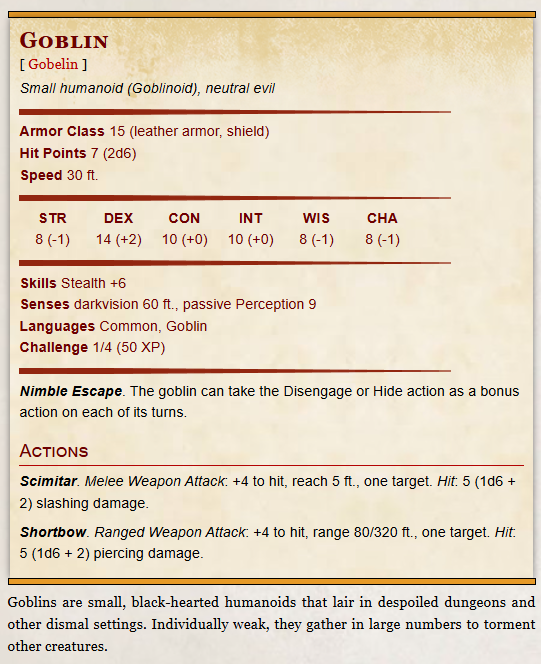 Goblin
[ Gobelin ]
Small humanoid (Goblinoid), neutral evil
Armor Class 15 (leather armor, shield)
Hit Points 7 (2d6)
Speed 30 ft.
STR DEX CON INT WIS CHA
8 (-1) 14 (+2) 10 (+0) 10 (+0) 8 (-1) 8 (-1)
Skills Stealth +6
Senses darkvision 60 ft., passive Perception 9
Languages Common, Goblin
Challenge 1/4 (50 XP)
Nimble Escape. The goblin can take the Disengage or Hide action as a bonus
action on each of its turns.
Actions
Scimitar. Melee Weapon Attack: +4 to hit, reach 5 ft., one target. Hit: 5 (1d6 +
2) slashing damage.
Shortbow. Ranged Weapon Attack: +4 to hit, range 80/320 ft., one target. Hit:
5 (1d6 + 2) piercing damage.
Goblins are small, black-hearted humanoids that lair in despoiled dungeons and
other dismal settings. Individually weak, they gather in large numbers to torment
other creatures.